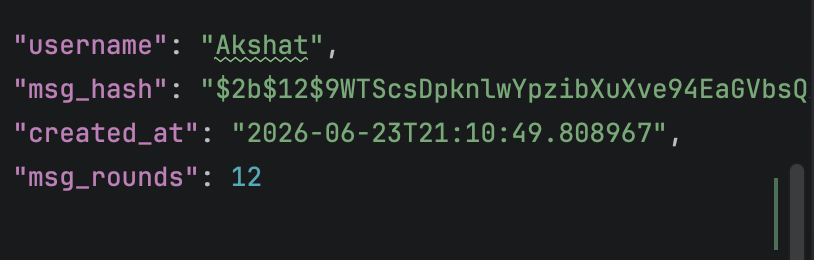 "username": "Akshat",
"msg_hash": "$2b$12$9WTScsDpknlwYpzibXuXve94EaGVbsQ
"created_at": "2026-06-23T21:10:49.808967",
"msg_rounds": 12